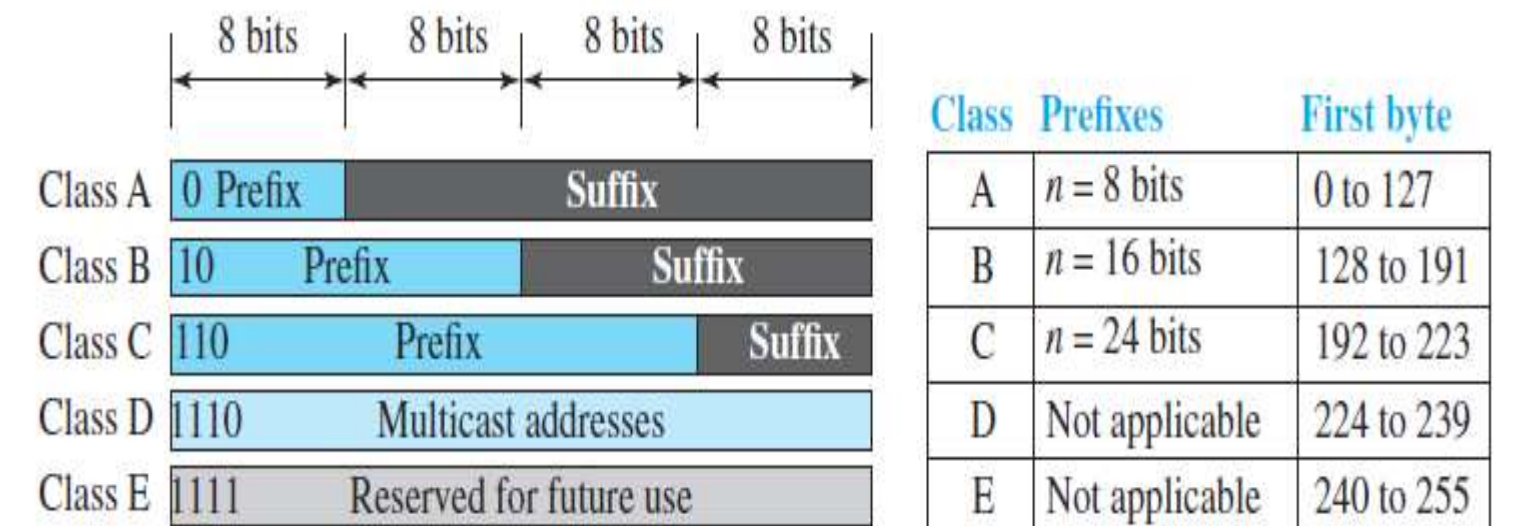 8 bits 8 bits 8 bits 8 bits
Class A 0 Prefix Suffix
Class B 10 Prefix Suffix
Class C 110 Prefix Suffix
Class D 1110 Multicast addresses
Class E 1111 Reserved for future use
Class Prefixes First byte
A n = 8 bits 0 to 127
B n = 16 bits 128 to 191
C n = 24 bits 192 to 223
D Not applicable 224 to 239
E Not applicable 240 to 255